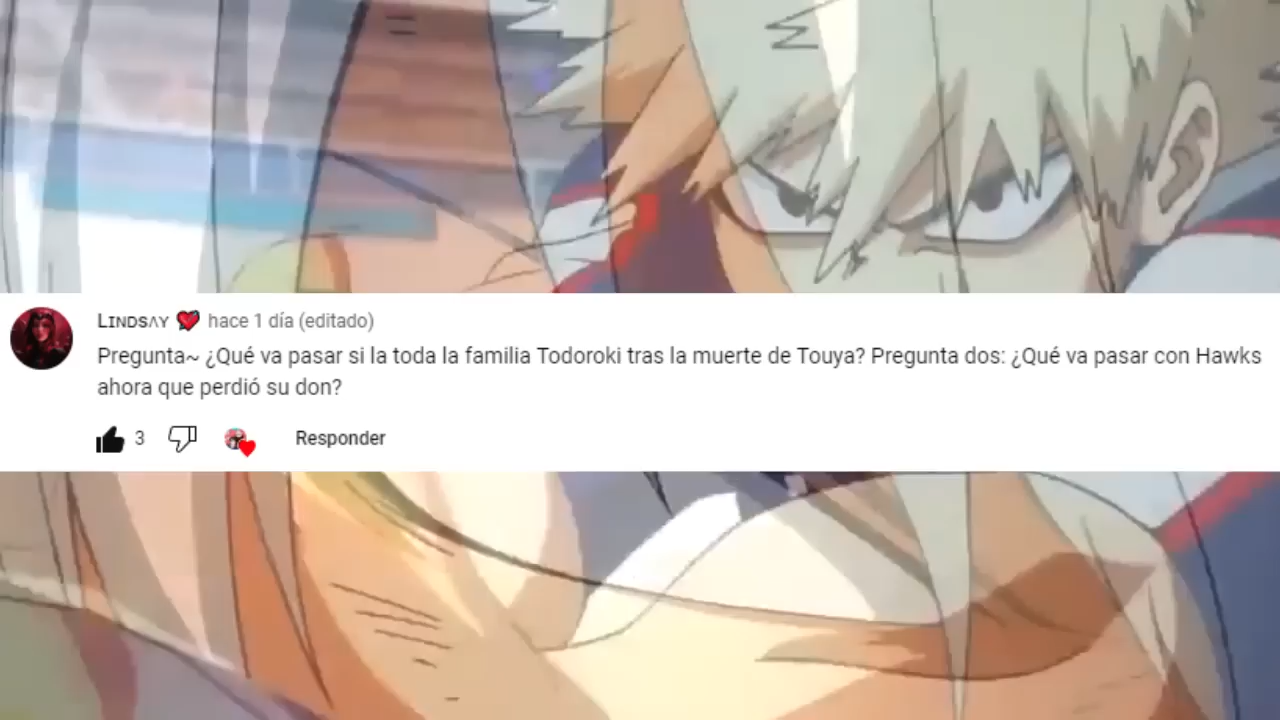 LINDSΛY ❤️ hace 1 día (editado)
Pregunta~ ¿Qué va pasar si la toda la familia Todoroki tras la muerte de Touya? Pregunta dos: ¿Qué va pasar con Hawks
ahora que perdió su don?
3 Responder